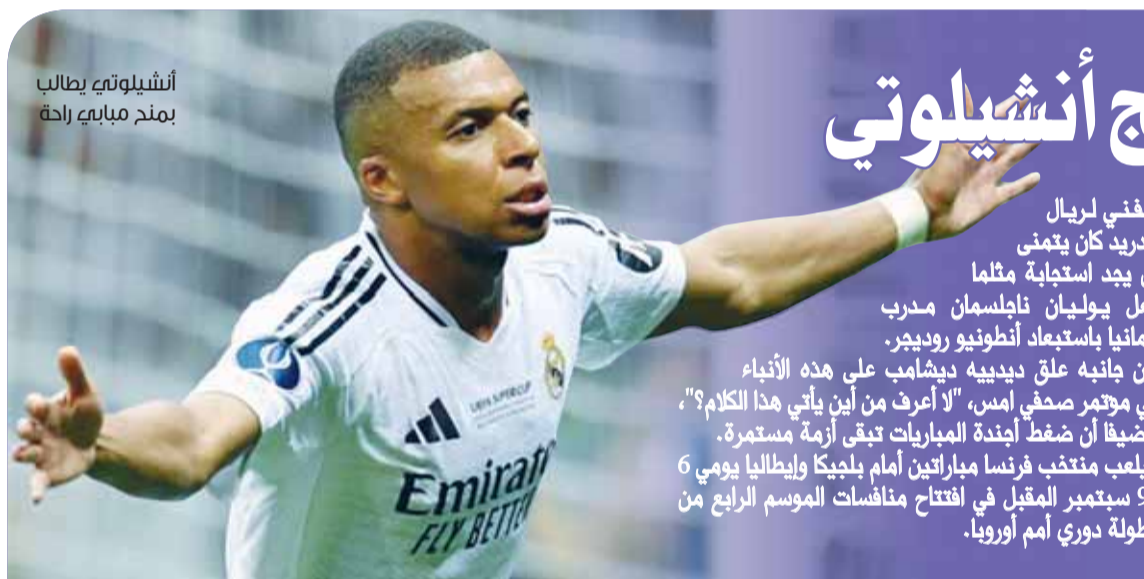 ج أنشيلوتي
أنشيلوتي يطالب
بمنح مبابي راحة
فني لريال
دريد كان يتمنى
يجد استجابة مثلما
ل يوليان ناجلسمان مدرب
مانيا باستبعاد أنطونيو روديجر.
ن جانبه علق ديدييه ديشامب على هذه الأنباء
ي مؤتمر صحفي امس، "لا أعرف من أين يأتي هذا الكلام؟"،
ضيفا أن ضغط أجندة المباريات تبقى أزمة مستمرة.
يلعب منتخب فرنسا مباراتين أمام بلجيكا وإيطاليا يومي 6
9 سبتمبر المقبل في افتتاح منافسات الموسم الرابع من
طولة دوري أمم أوروبا.
UEFA SUPER CUP
Emirat
FLY BETTE